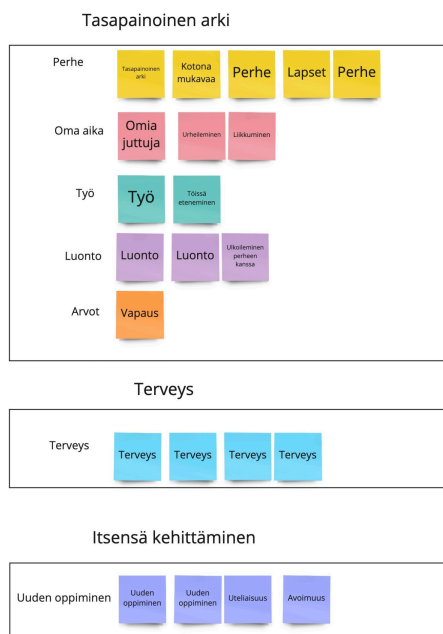 Tasapainoinen arki
Perhe
Tasapainoinen
arki
Kotona
mukavaa
Perhe
Lapset
Perhe
Oma aika
Omia
juttuja
Urheileminen
Liikkuminen
Työ
Työ
Töissä
eteneminen
Luonto
Luonto
Luonto
Ulkoileminen
perheen
kanssa
Arvot
Vapaus
Terveys
Terveys
Terveys
Terveys
Terveys
Terveys
Itsensä kehittäminen
Uuden oppiminen
Uuden
oppiminen
Uuden
oppiminen
Uteliaisuus
Avoimuus